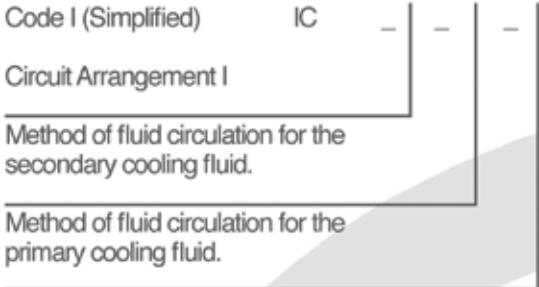 Code I (Simplified) IC _ _ _
Circuit Arrangement I
Method of fluid circulation for the
secondary cooling fluid.
Method of fluid circulation for the
primary cooling fluid.